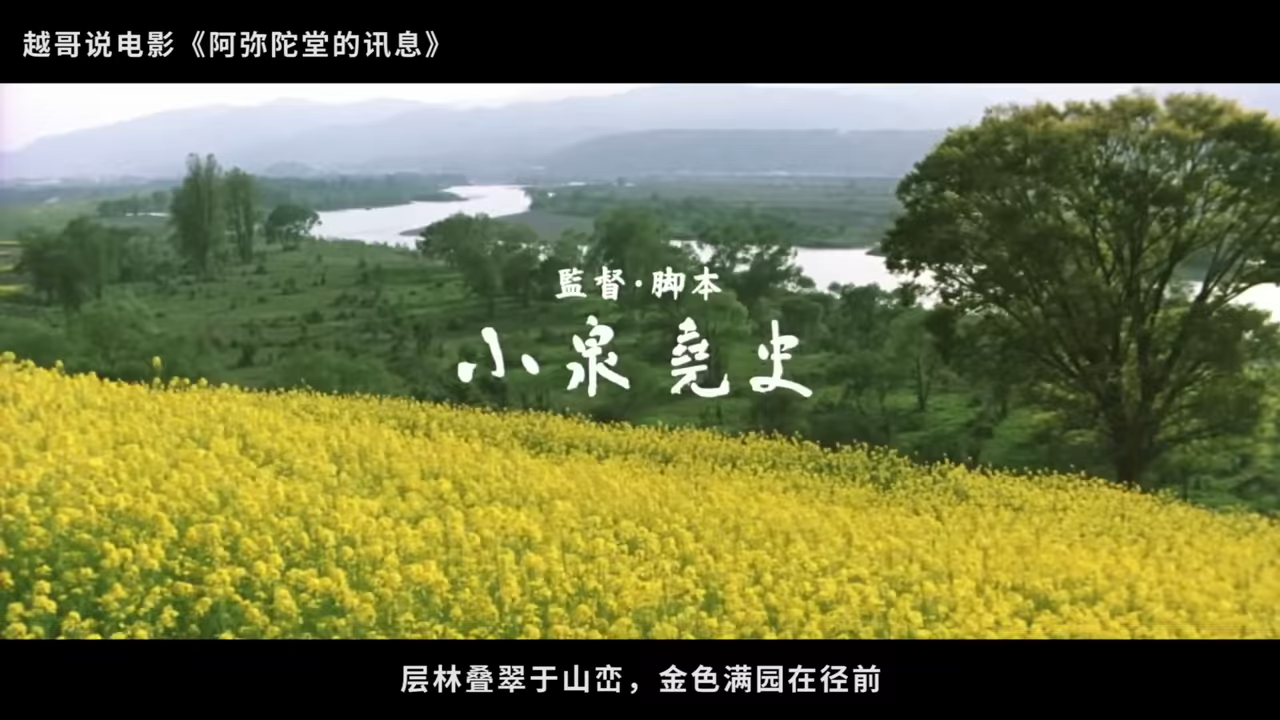 越哥说电影《阿弥陀堂的讯息》
監督·脚本
小泉堯史
层林叠翠于山峦，金色满园在径前